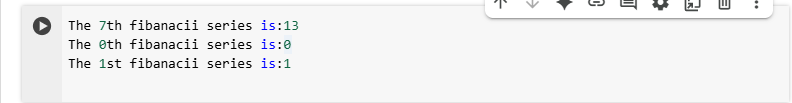 The 7th fibanacii series is:13
The 0th fibanacii series is:0
The 1st fibanacii series is:1